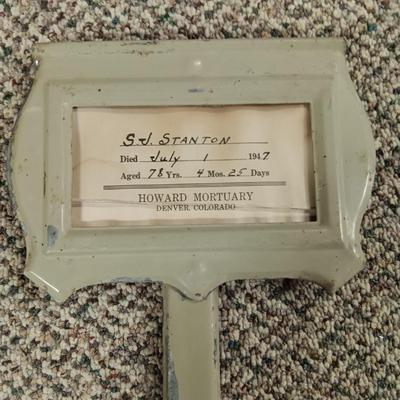 S.J. STANTON
Died July 1 1947
Aged 78 Yrs. 4 Mos. 25 Days
HOWARD MORTUARY
DENVER, COLORADO